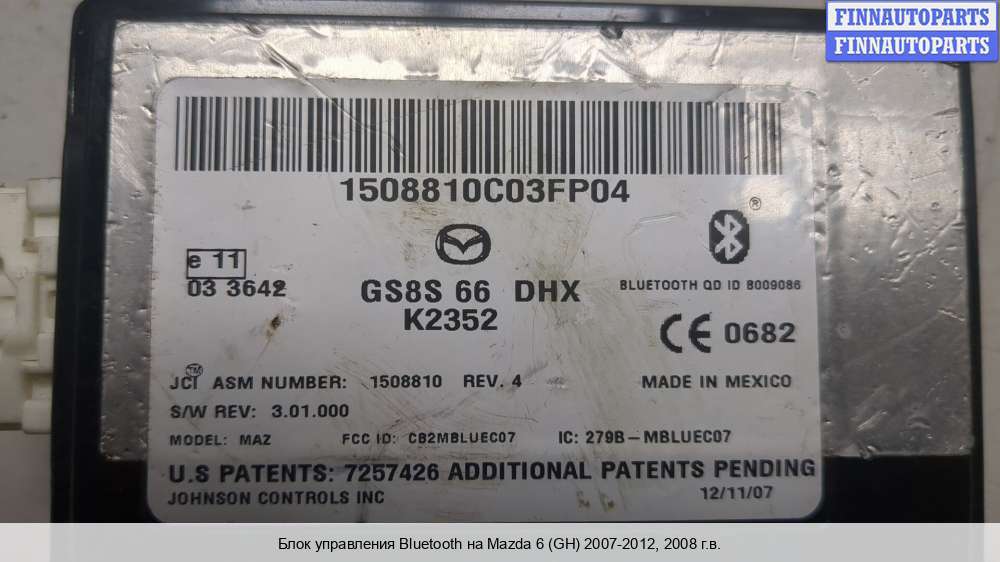 FINNAUTOPARTS
FINNAUTOPARTS
1508810C03FP04
®
e 11
03 3642
GS8S 66 DHX
K2352
BLUETOOTH QD ID B009086
CE 0682
JCI™ ASM NUMBER: 1508810 REV. 4
MADE IN MEXICO
S/W REV: 3.01.000
MODEL: MAZ FCC ID: CB2MBLUEC07 IC: 279B-MBLUEC07
U.S PATENTS: 7257426 ADDITIONAL PATENTS PENDING
JOHNSON CONTROLS INC 12/11/07
Блок управления Bluetooth на Mazda 6 (GH) 2007-2012, 2008 г.в.